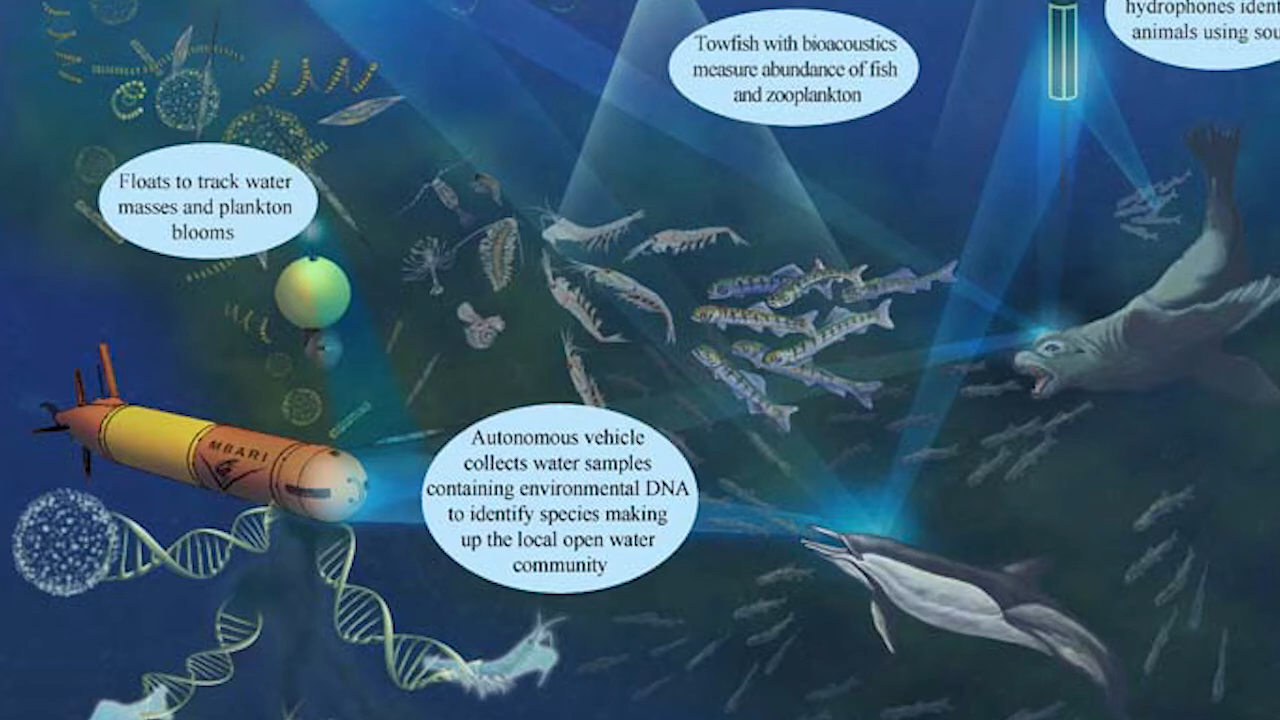 hydrophones
animals using
Towfish with bioacoustics
measure abundance of fish
and zooplankton
Floats to track water
masses and plankton
blooms
MBARI
Autonomous vehicle
collects water samples
containing environmental DNA
to identify species making
up the local open water
community